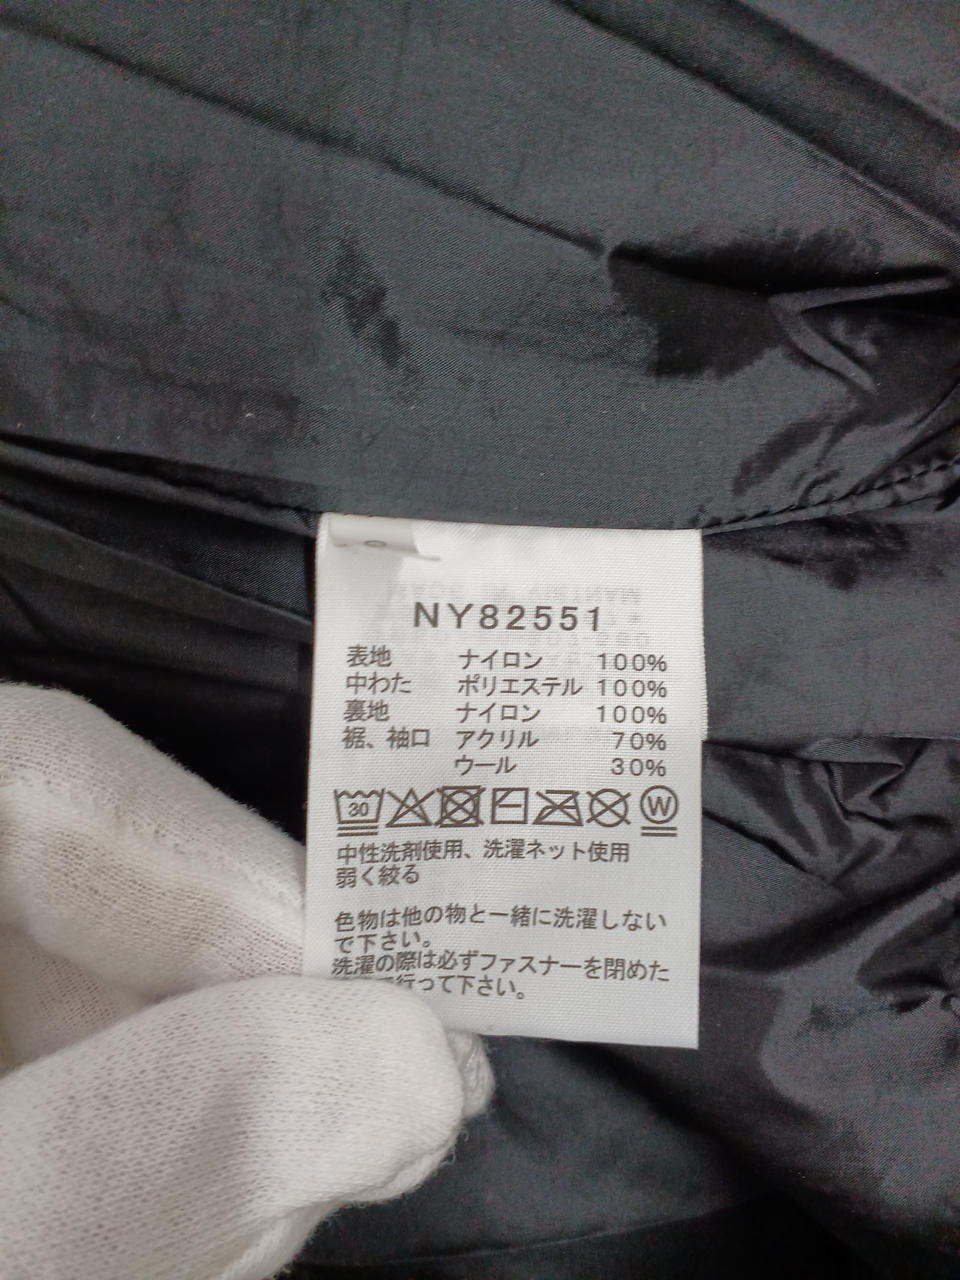 NY82551
表地 ナイロン 100%
中わた ポリエステル 100%
裏地 ナイロン 100%
裾、袖口 アクリル 70%
ウール 30%
30 W
中性洗剤使用、洗濯ネット使用
弱く絞る
色物は他の物と一緒に洗濯しない
で下さい。
洗濯の際は必ずファスナーを閉めた
で行って下さい。